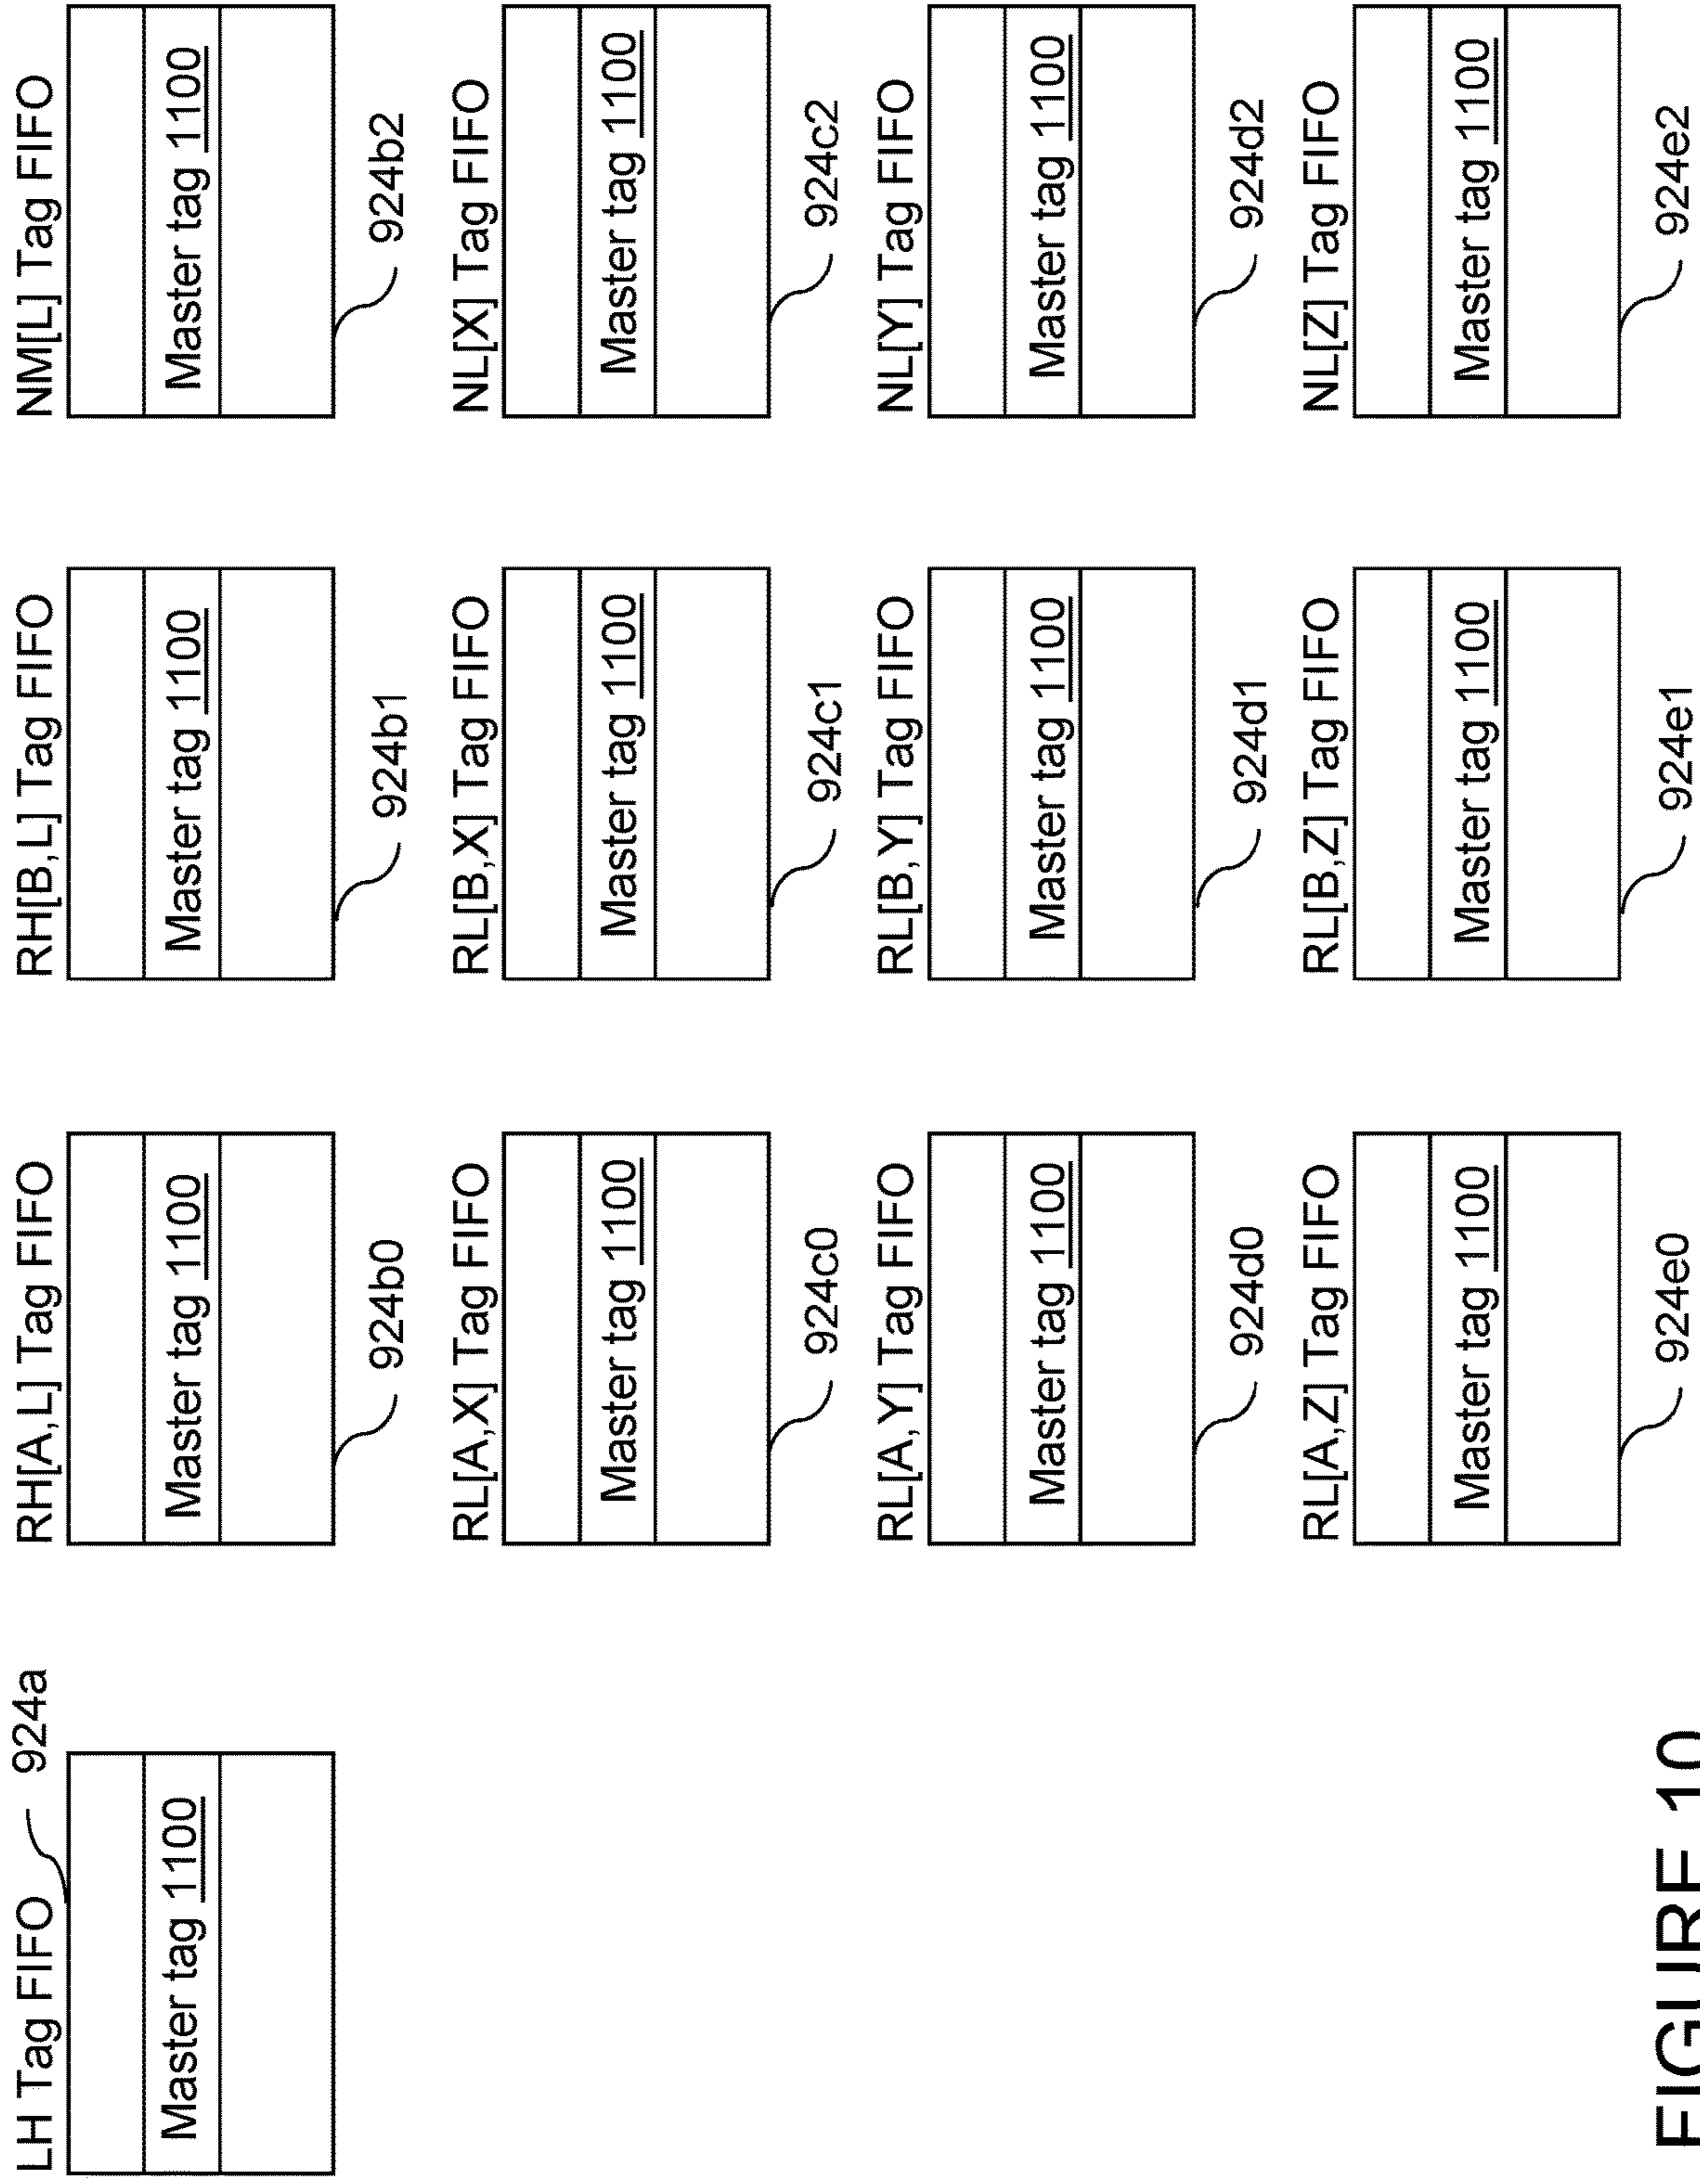 LH Tag FIFO
924a
Master tag 1100
RH[A,L] Tag FIFO
Master tag 1100
924b0
RH[B,L] Tag FIFO
Master tag 1100
924b1
NM[L] Tag FIFO
Master tag 1100
924b2
RL[A,X] Tag FIFO
Master tag 1100
924c0
RL[B,X] Tag FIFO
Master tag 1100
924c1
NL[X] Tag FIFO
Master tag 1100
924c2
RL[A,Y] Tag FIFO
Master tag 1100
924d0
RL[B,Y] Tag FIFO
Master tag 1100
924d1
NL[Y] Tag FIFO
Master tag 1100
924d2
RL[A,Z] Tag FIFO
Master tag 1100
924e0
RL[B,Z] Tag FIFO
Master tag 1100
924e1
NL[Z] Tag FIFO
Master tag 1100
924e2
FIGURE 10